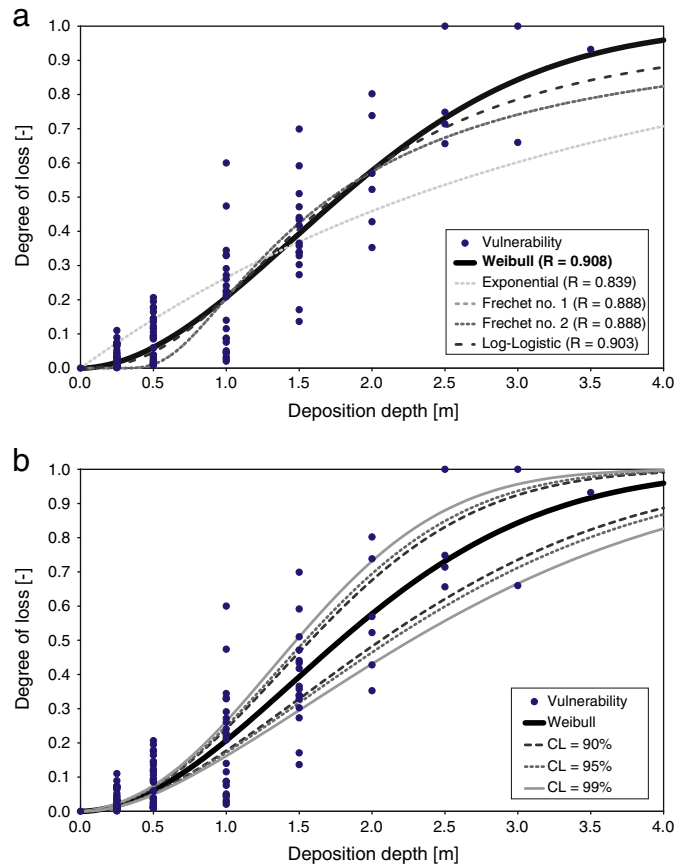 a
1.0
0.9
0.8
0.7
0.6
0.5
0.4
0.3
0.2
0.1
0.0
Degree of loss [-]
Vulnerability
Weibull (R = 0.908)
Exponential (R = 0.839)
Frechet no. 1 (R = 0.888)
Frechet no. 2 (R = 0.888)
Log-Logistic (R = 0.903)
0.0 0.5 1.0 1.5 2.0 2.5 3.0 3.5 4.0
Deposition depth [m]
b
1.0
0.9
0.8
0.7
0.6
0.5
0.4
0.3
0.2
0.1
0.0
Degree of loss [-]
Vulnerability
Weibull
CL = 90%
CL = 95%
CL = 99%
0.0 0.5 1.0 1.5 2.0 2.5 3.0 3.5 4.0
Deposition depth [m]